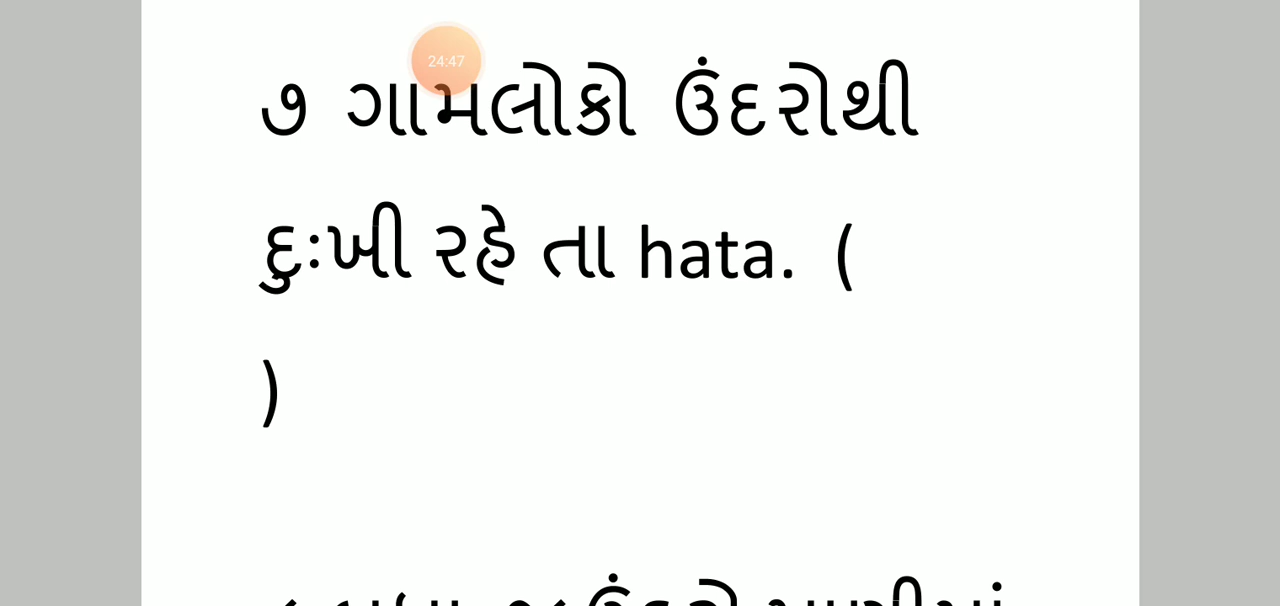 24:47
૭ ગામલોકો ઉંદરોથી
દુઃખી રહે તા hata. (
)